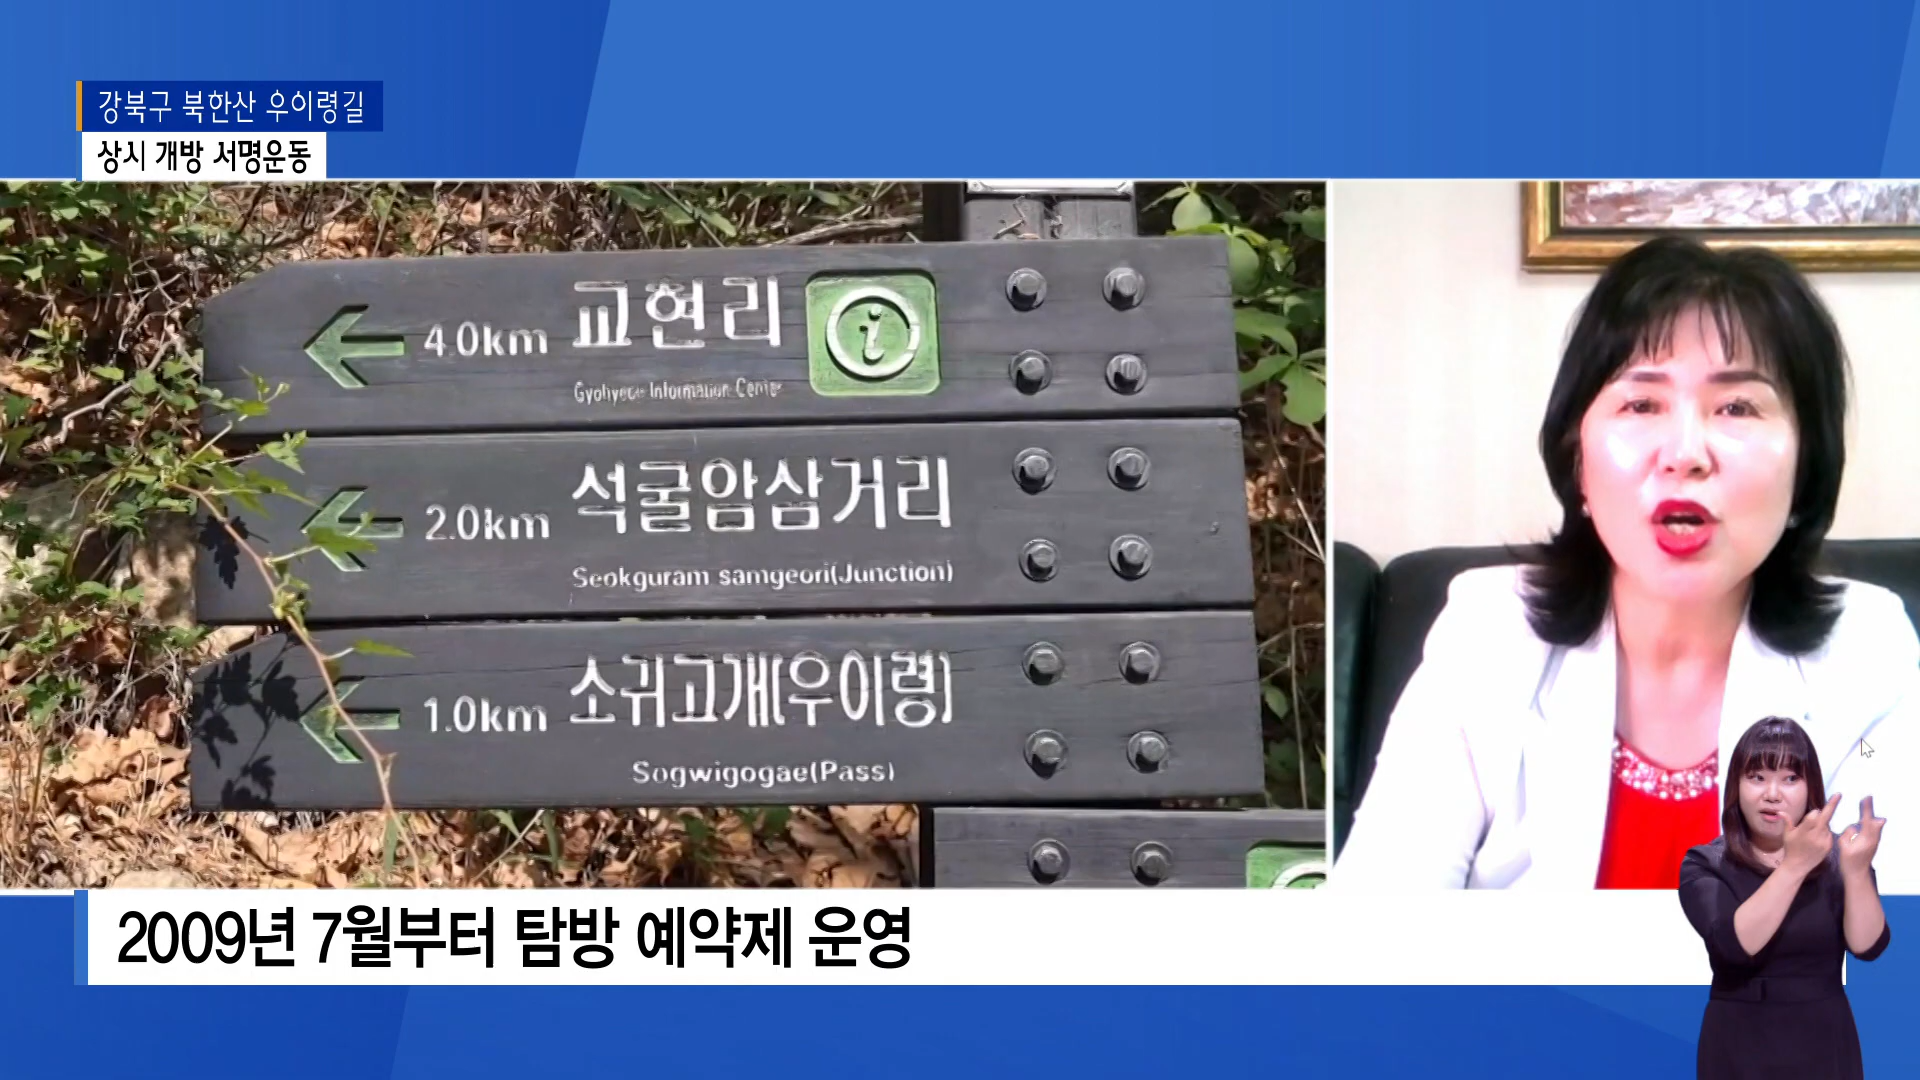 강북구 북한산 우이령길
상시 개방 서명운동
4.0km 교현리
Information Center
2.0km 석굴암삼거리
Seokguram samgeori(Junction)
1.0km 소귀고개(우이령)
Sogwigogae(Pass)
2009년 7월부터 탐방 예약제 운영